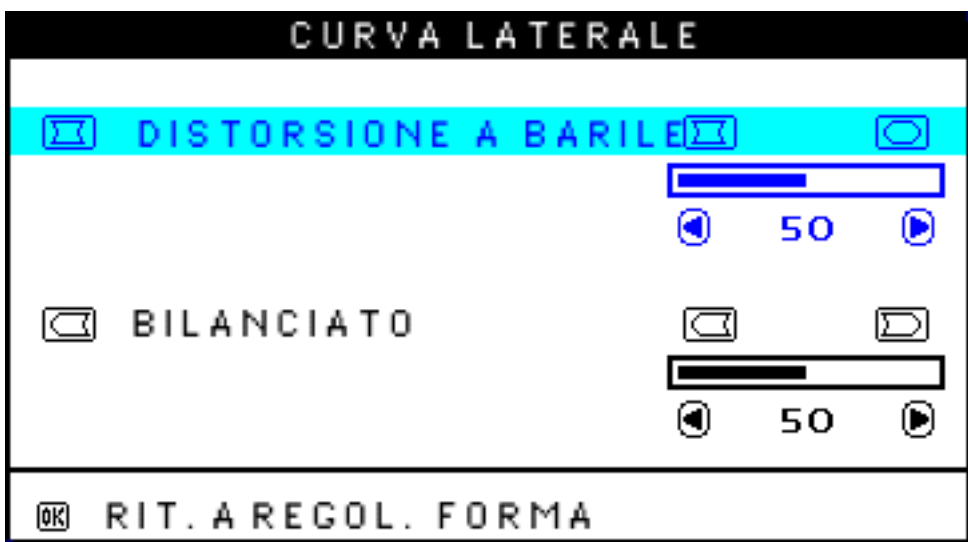 CURVA LATERALE
DISTORSIONE A BARILE
50
BILANCIATO
50
OK RIT. A REGOL. FORMA